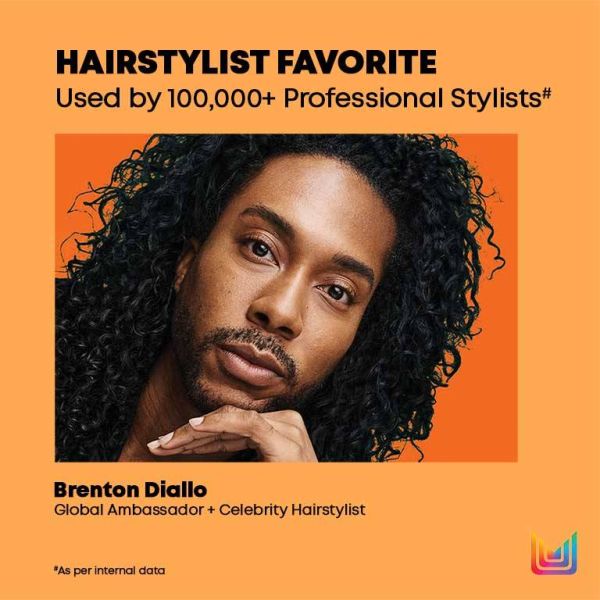 HAIRSTYLIST FAVORITE
Used by 100,000+ Professional Stylists#
Brenton Diallo
Global Ambassador + Celebrity Hairstylist
#As per internal data